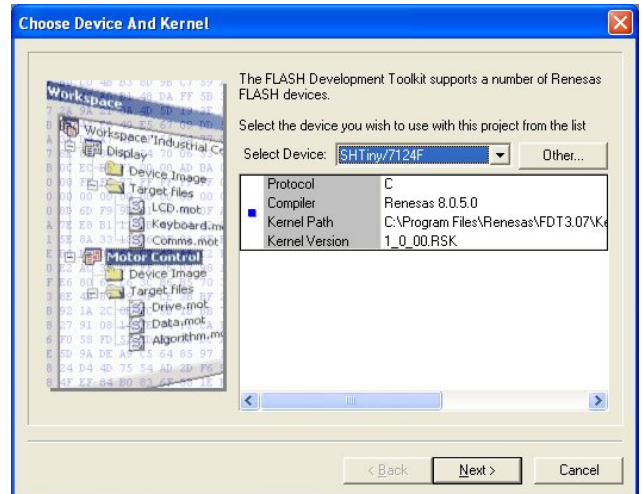 Choose Device And Kernel
Workspace
Workspace 'Industrial Co
Display
Device Image
Target files
LCD.mot
Keyboard.m
Comms.mot
Motor Control
Device Image
Target files
Drive.mot
Data.mot
Algorithm.mo
The FLASH Development Toolkit supports a number of Renesas
FLASH devices.
Select the device you wish to use with this project from the list
Select Device: SHTiny/7124F Other...
Protocol C
Compiler Renesas 8.0.5.0
Kernel Path C:\Program Files\Renesas\FDT3.07\Ke
Kernel Version 1_0_00.RSK
< Back Next > Cancel